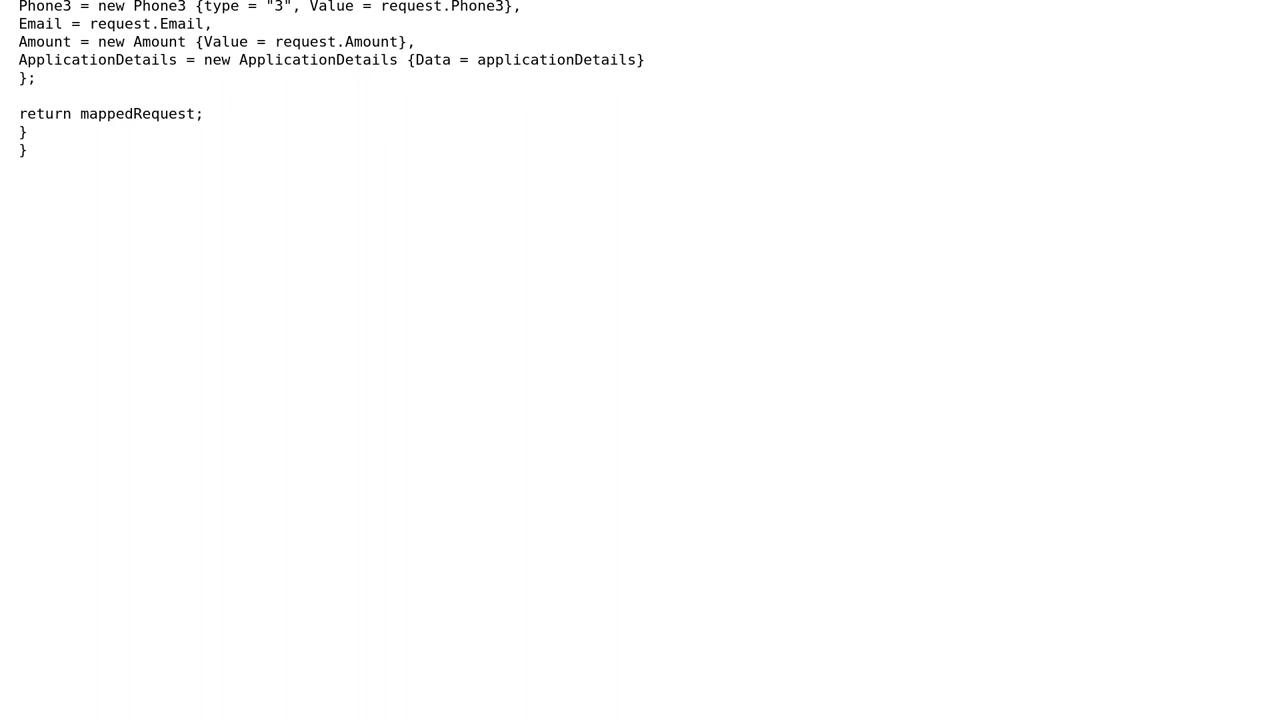 Phone3 = new Phone3 {type = "3", Value = request.Phone3},
Email = request.Email,
Amount = new Amount {Value = request.Amount},
ApplicationDetails = new ApplicationDetails {Data = applicationDetails}
};
return mappedRequest;
}
}